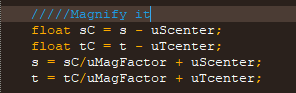 /////Magnify it
float sC = s - uScenter;
float tC = t - uTcenter;
s = sC/uMagFactor + uScenter;
t = tC/uMagFactor + uTcenter;